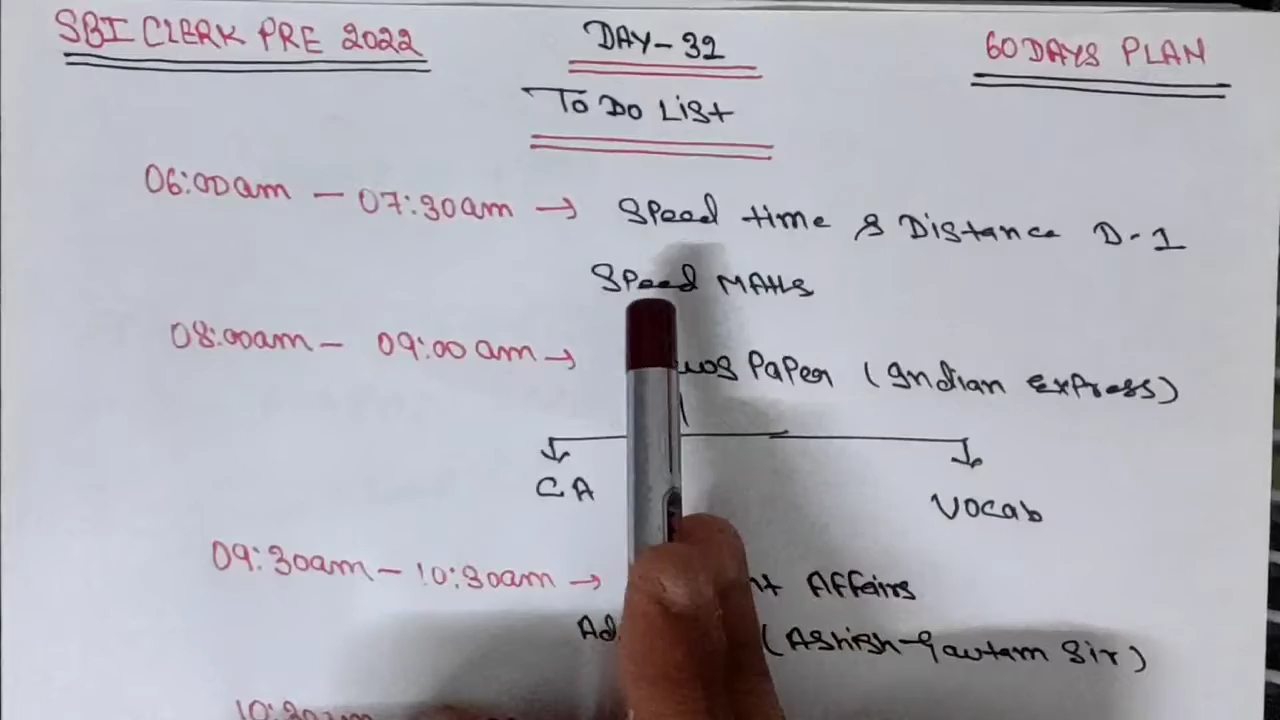 SBI CLERK PRE 2022
DAY-32
60 DAYS PLAN
To Do List
06:00am - 07:30am → Speed time & Distance D-1
Speed MAths
08:00am - 09:00am → Paper (Indian Express)
CA
Vocab
09:30am - 10:30am → Affairs
(Ashish Gautam Sir)